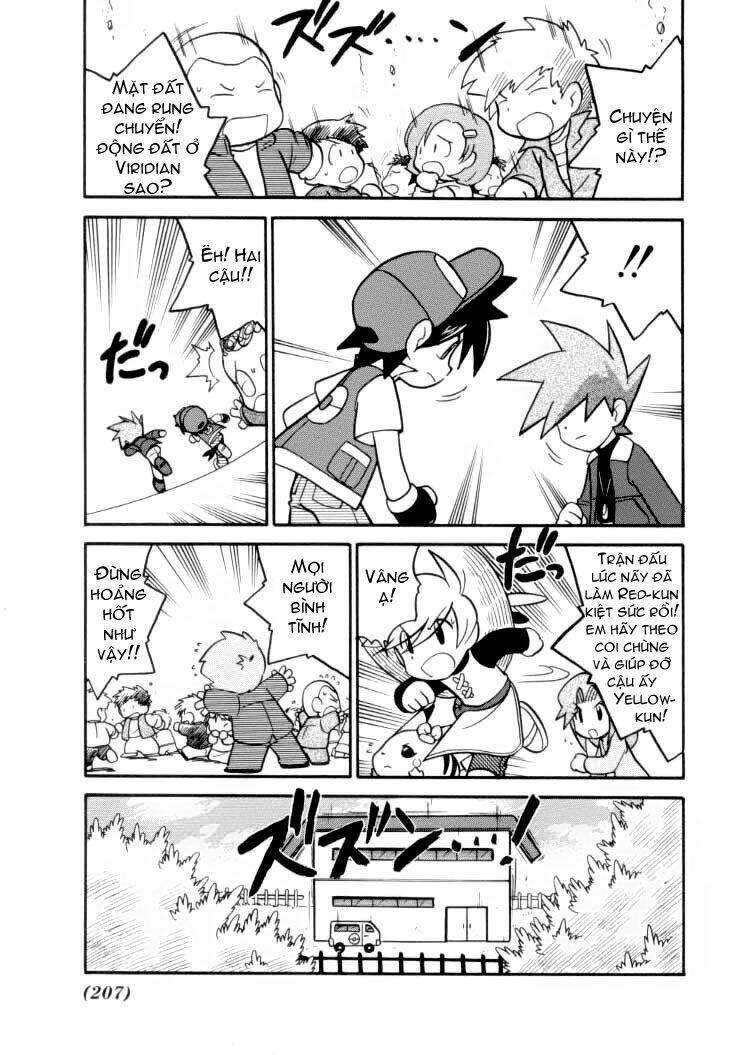 ズズ……ン
Chuyện
gì thế
này!?
Mặt đất
đang rung
chuyển!
Động đất ở
Viridian
sao?
!!
Êh! Hai
cậu!!
だっ
Trận đấu
lúc nãy đã
làm Red-kun
kiệt sức rồi!
em hãy theo
coi chừng
và giúp đỡ
cậu ấy
Yellow-
kun!
だっ
Vâng
ạ!
Mọi
người
bình
tĩnh!
Đừng
hoảng
hốt
như
vậy!!
ズズン…!
(207)